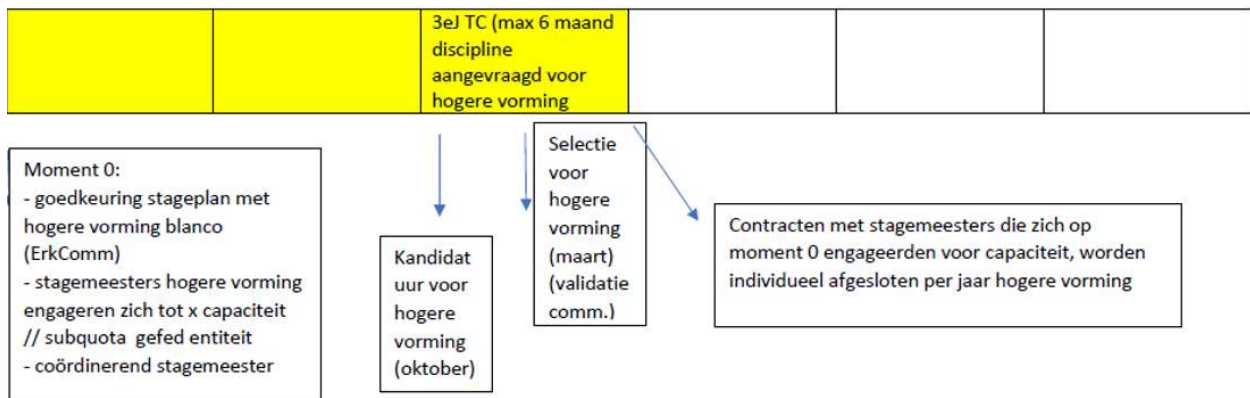 3eJ TC (max 6 maand
discipline
aangevraagd voor
hogere vorming
Moment 0:
- goedkeuring stageplan met
hogere vorming blanco
(ErkComm)
- stagemeesters hogere vorming
engageren zich tot x capaciteit
// subquota gefed entiteit
- coördinerend stagemeester
Kandidat
uur voor
hogere
vorming
(oktober)
Selectie
voor
hogere
vorming
(maart)
(validatie
comm.)
Contracten met stagemeesters die zich op
moment 0 engageerden voor capaciteit, worden
individueel afgesloten per jaar hogere vorming